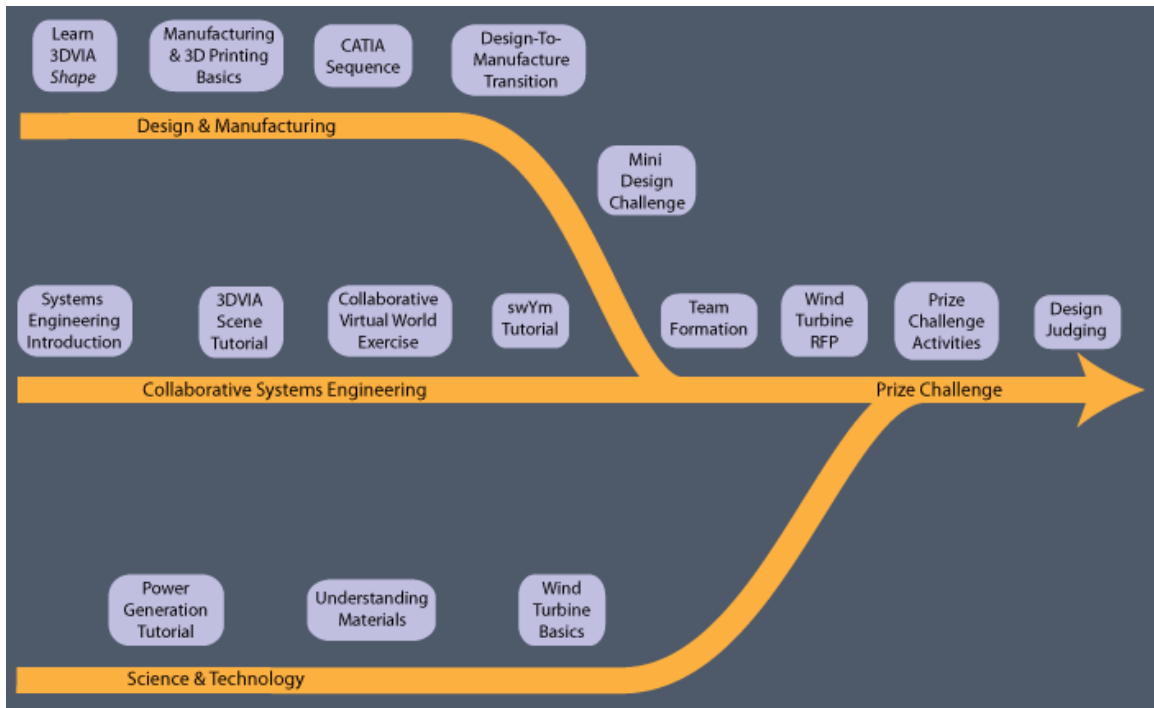 Learn
3DVIA
Shape
Manufacturing
& 3D Printing
Basics
CATIA
Sequence
Design-To-
Manufacture
Transition
Design & Manufacturing
Mini
Design
Challenge
Systems
Engineering
Introduction
3DVIA
Scene
Tutorial
Collaborative
Virtual World
Exercise
swYm
Tutorial
Team
Formation
Wind
Turbine
RFP
Prize
Challenge
Activities
Design
Judging
Collaborative Systems Engineering
Prize Challenge
Power
Generation
Tutorial
Understanding
Materials
Wind
Turbine
Basics
Science & Technology